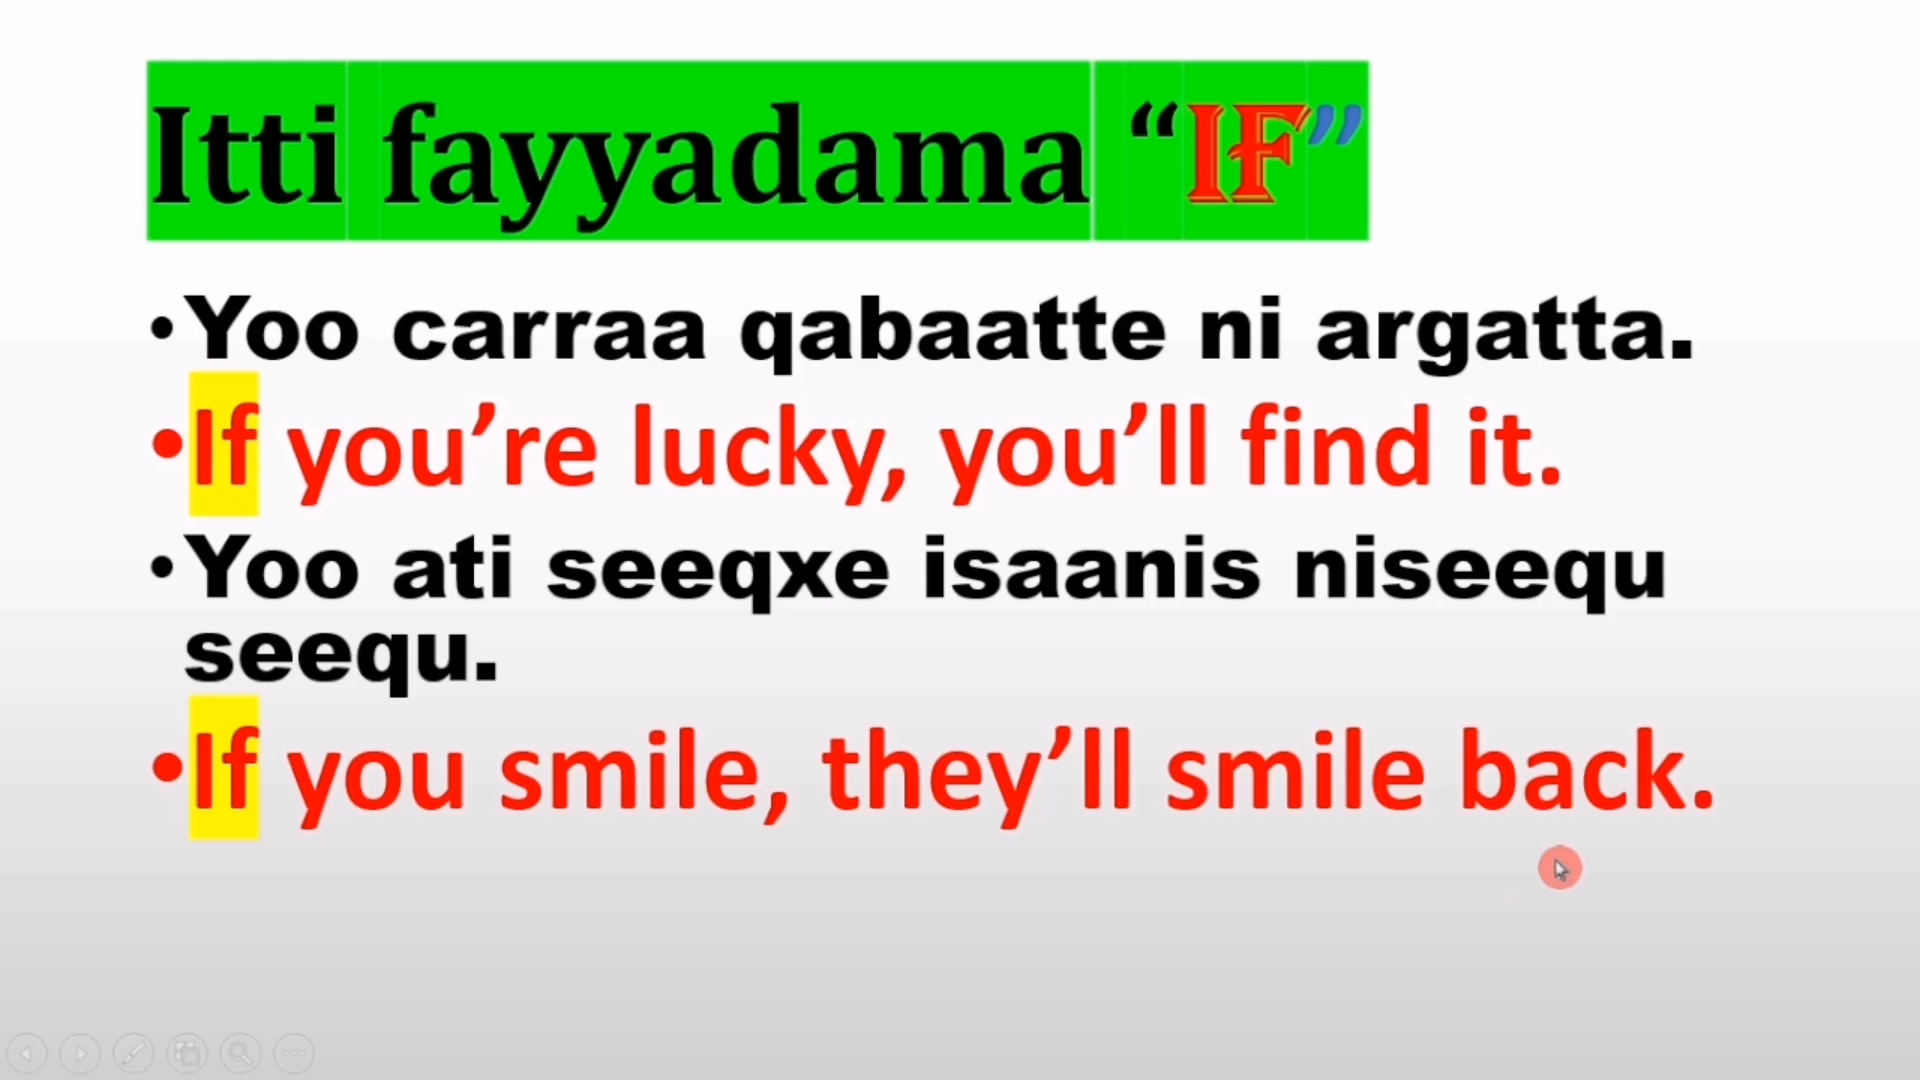 Itti fayyadama “IF”
•Yoo carraa qabaatte ni argatta.
•If you’re lucky, you’ll find it.
•Yoo ati seeqxe isaanis niseequ
seequ.
•If you smile, they’ll smile back.